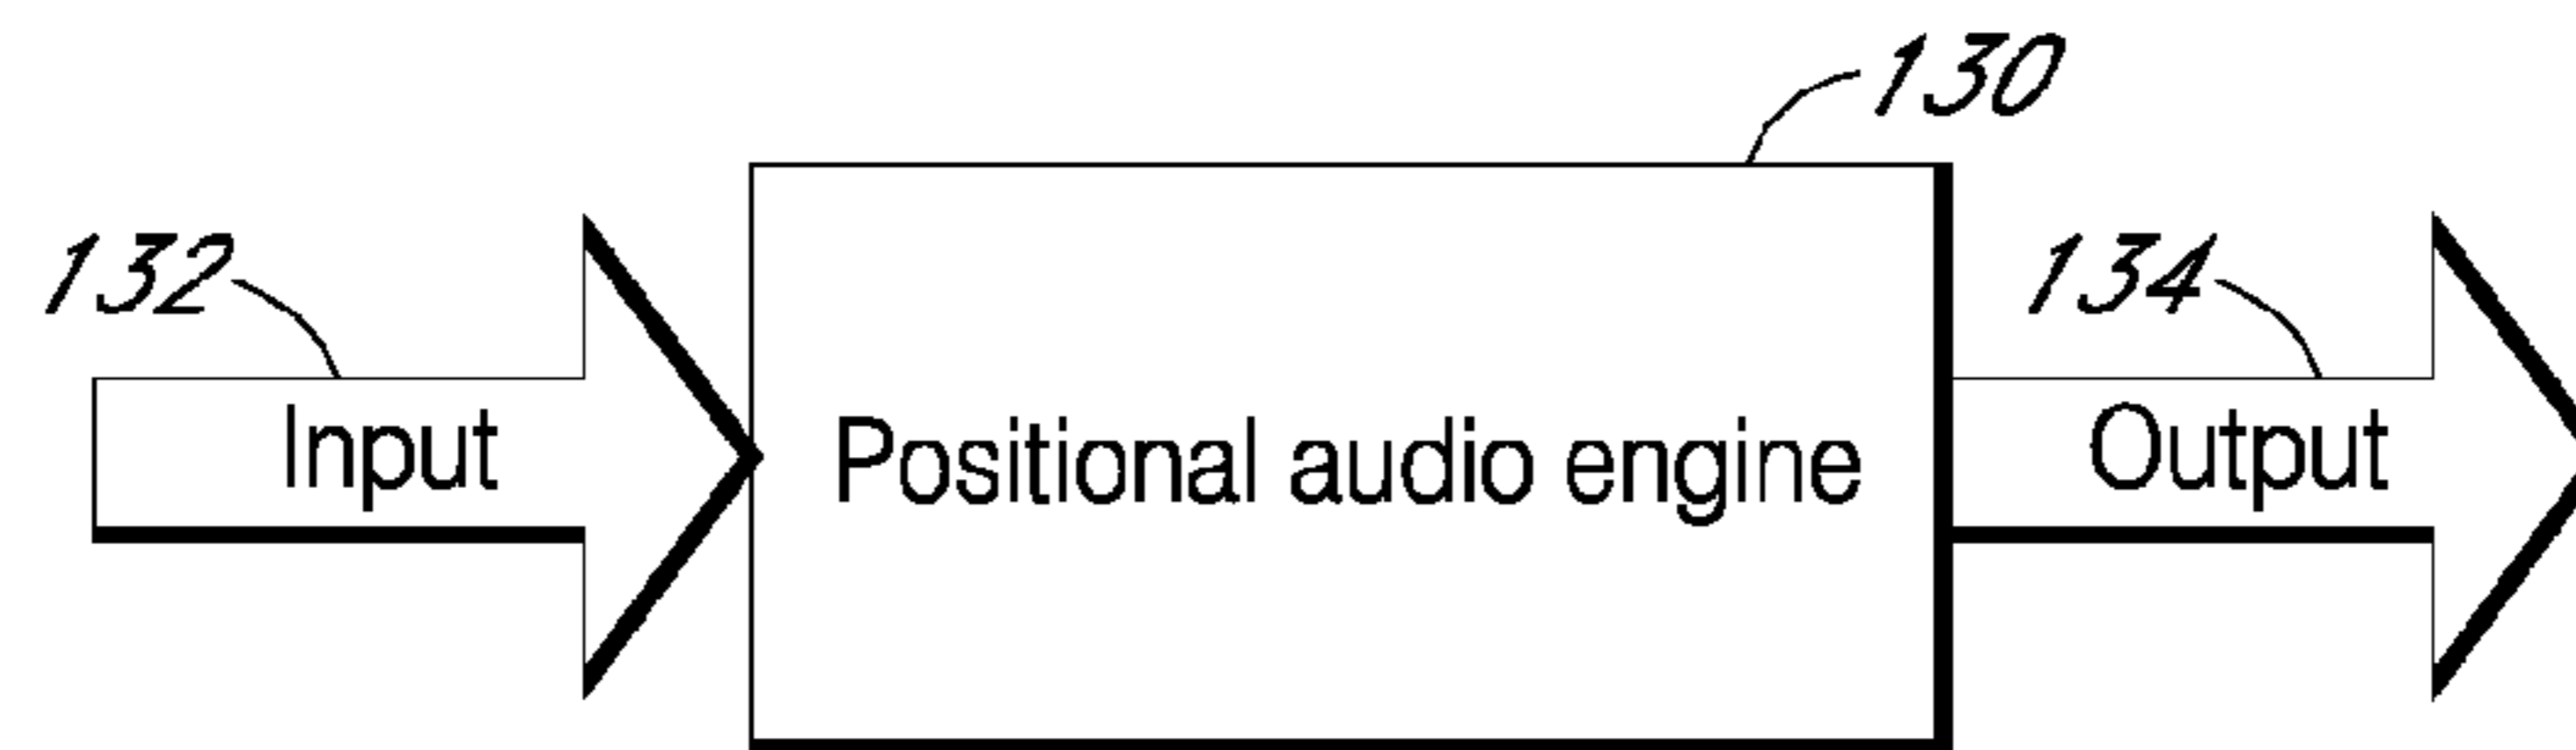 130
132
134
Input
Positional audio engine
Output